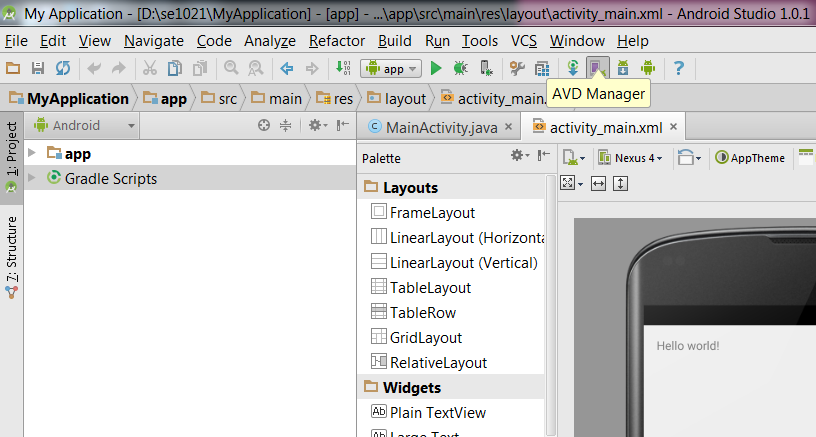 My Application - [D:\se1021\MyApplication] - [app] - ...\app\src\main\res\layout\activity_main.xml - Android Studio 1.0.1
File Edit View Navigate Code Analyze Refactor Build Run Tools VCS Window Help
app
AVD Manager
MyApplication app src main res layout activity_main.
1: Project
7: Structure
Android
app
Gradle Scripts
MainActivity.java activity_main.xml
Palette
Nexus 4 AppTheme
Layouts
FrameLayout
LinearLayout (Horizonta
LinearLayout (Vertical)
TableLayout
TableRow
GridLayout
RelativeLayout
Widgets
Ab Plain TextView
Ab Large Text
Hello world!